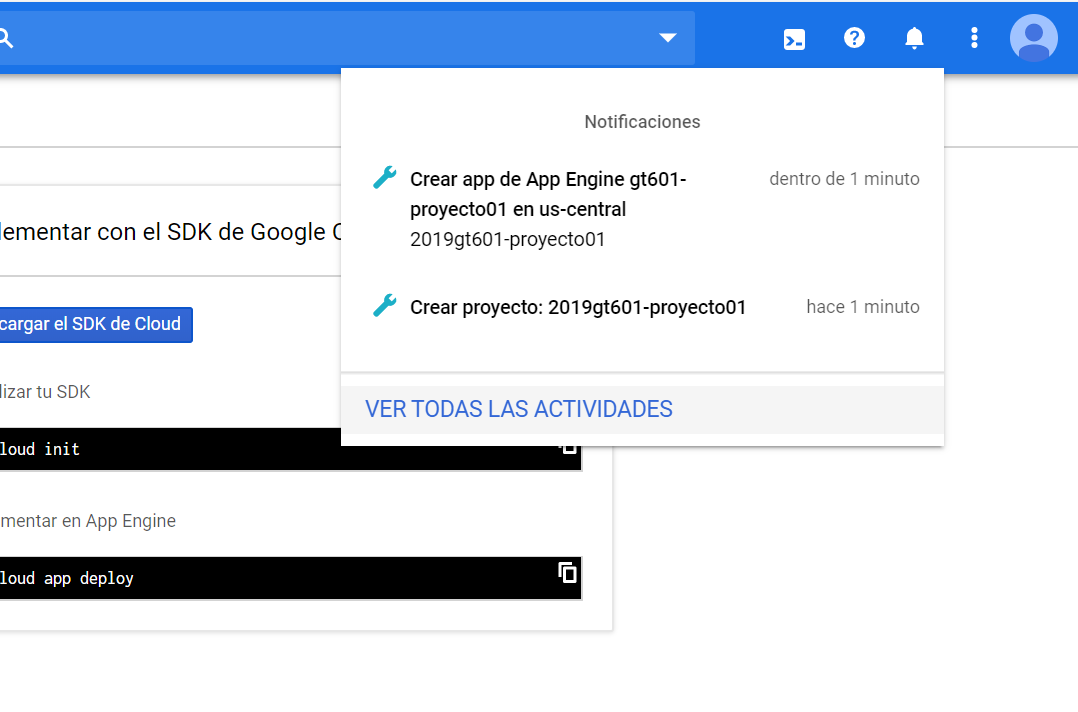 Notificaciones
Crear app de App Engine gt601-
proyecto01 en us-central
2019gt601-proyecto01
dentro de 1 minuto
Crear proyecto: 2019gt601-proyecto01
hace 1 minuto
VER TODAS LAS ACTIVIDADES
lementar con el SDK de Google C
cargar el SDK de Cloud
lizar tu SDK
loud init
mentar en App Engine
loud app deploy